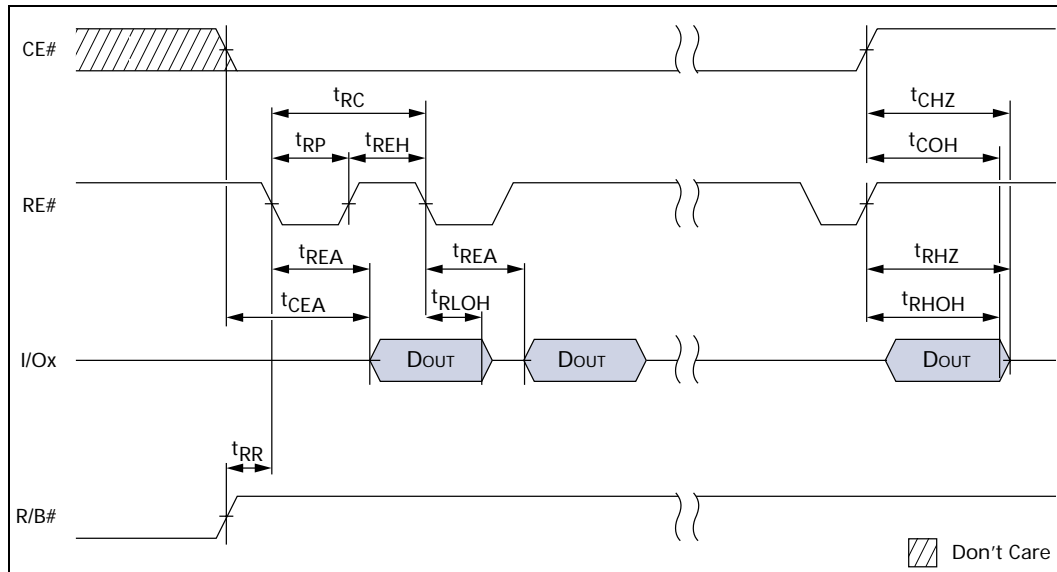 CE#
tRC
tCHZ
tRP
tREH
tCOH
RE#
tREA
tREA
tRHZ
tCEA
tRLOH
tRHOH
I/Ox
DOUT
DOUT
DOUT
tRR
R/B#
Don't Care